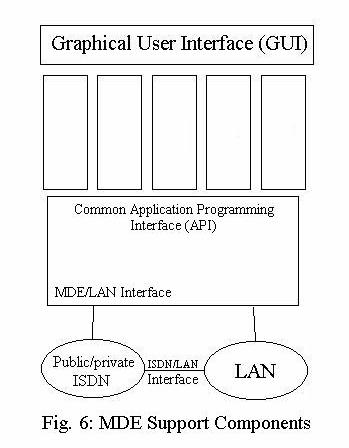 Graphical User Interface (GUI)
Common Application Programming
Interface (API)
MDE/LAN Interface
Public/private
ISDN
ISDN/LAN
Interface
LAN
Fig. 6: MDE Support Components